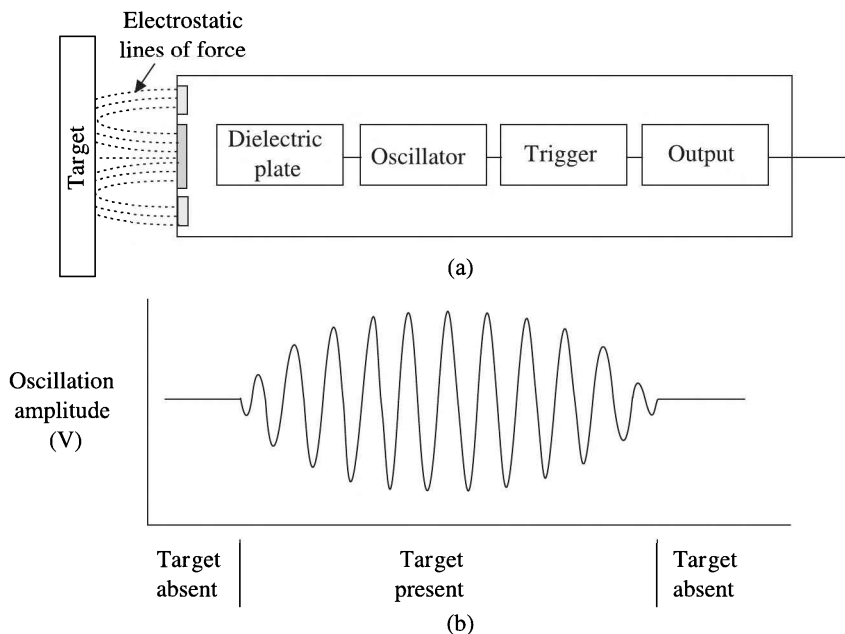 Electrostatic
lines of force
Target
Dielectric
plate
Oscillator
Trigger
Output
(a)
Oscillation
amplitude
(V)
Target
absent
Target
present
Target
absent
(b)